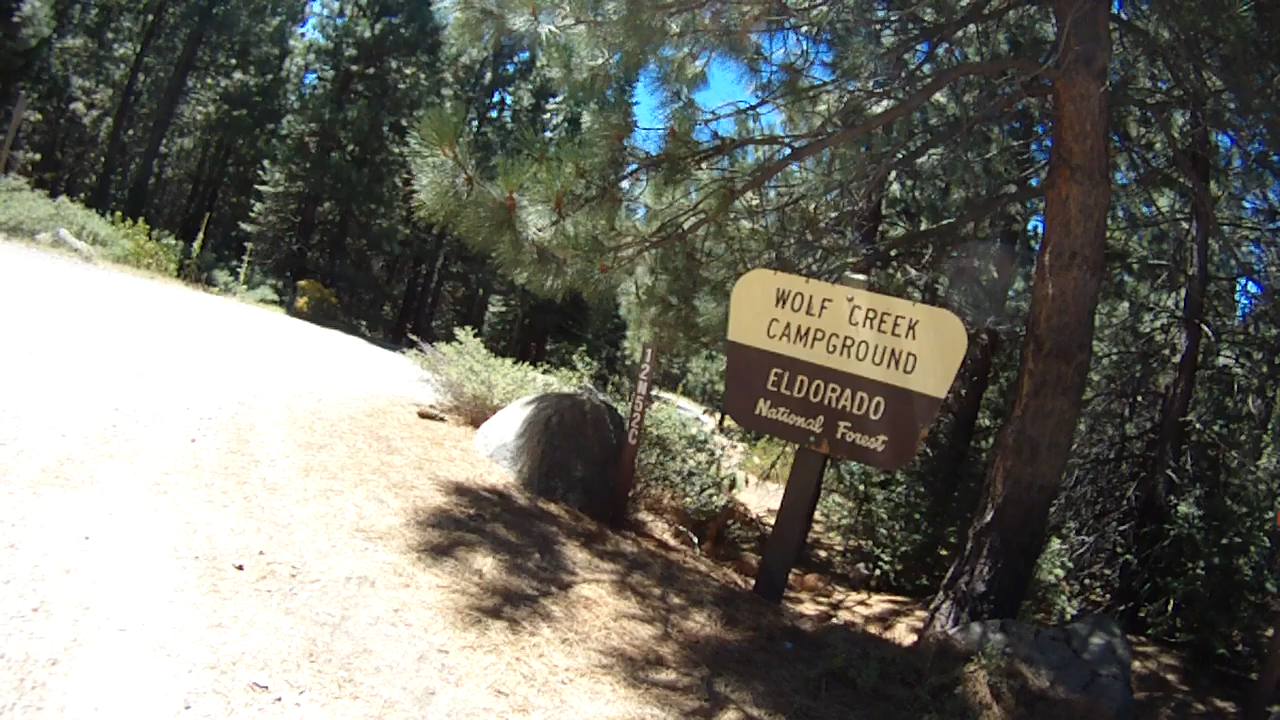 WOLF CREEK
CAMPGROUND
ELDORADO
National Forest
12N52C